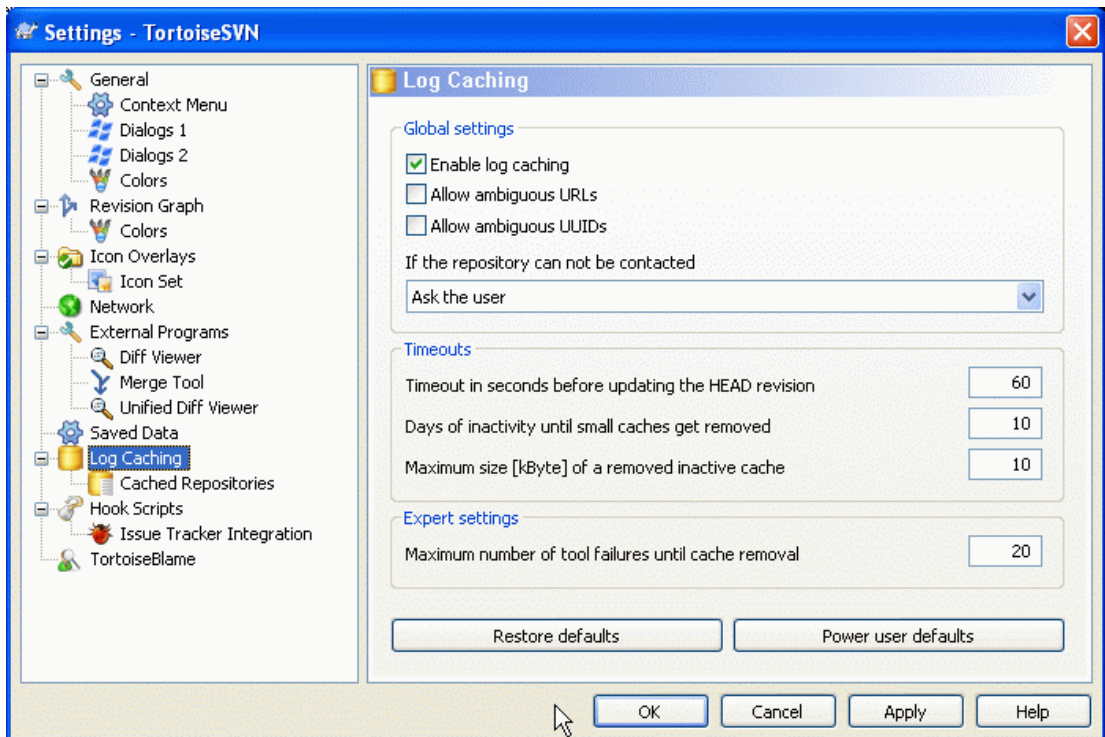 Settings - TortoiseSVN
General
Context Menu
Dialogs 1
Dialogs 2
Colors
Revision Graph
Colors
Icon Overlays
Icon Set
Network
External Programs
Diff Viewer
Merge Tool
Unified Diff Viewer
Saved Data
Log Caching
Cached Repositories
Hook Scripts
Issue Tracker Integration
TortoiseBlame
Log Caching
Global settings
Enable log caching
Allow ambiguous URLs
Allow ambiguous UUIDs
If the repository can not be contacted
Ask the user
Timeouts
Timeout in seconds before updating the HEAD revision 60
Days of inactivity until small caches get removed 10
Maximum size [kByte] of a removed inactive cache 10
Expert settings
Maximum number of tool failures until cache removal 20
Restore defaults Power user defaults
OK Cancel Apply Help